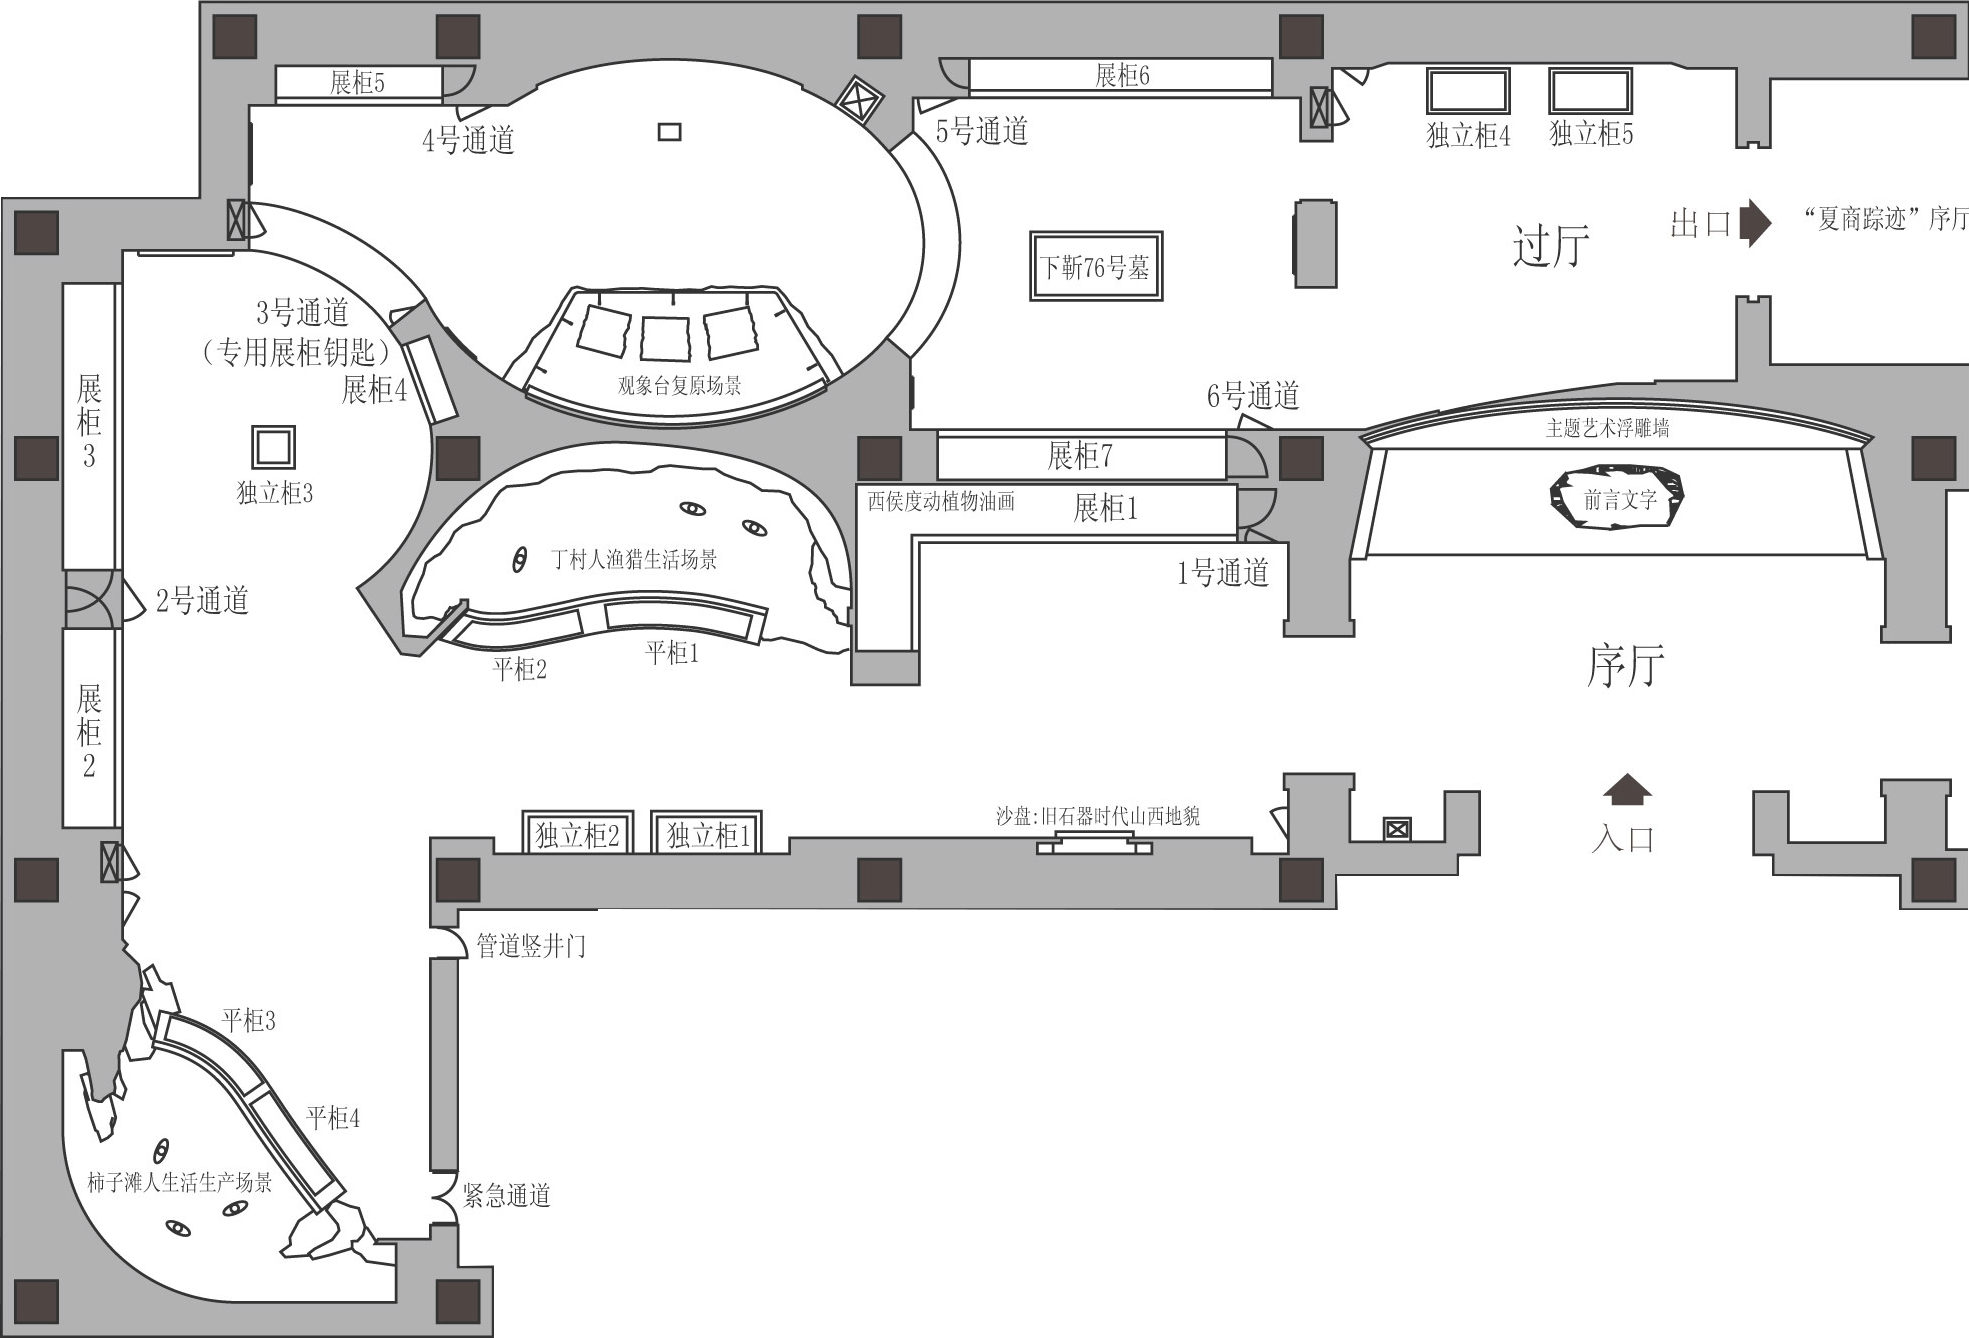 展柜5
展柜6
4号通道
5号通道
独立柜4
独立柜5
过厅
出口
“夏商踪迹”序厅
下靳76号墓
3号通道
（专用展柜钥匙）
展柜4
展柜3
独立柜3
观象台复原场景
6号通道
展柜7
主题艺术浮雕墙
前言文字
西侯度动植物油画
展柜1
1号通道
丁村人渔猎生活场景
2号通道
平柜2
平柜1
序厅
展柜2
独立柜2
独立柜1
沙盘:旧石器时代山西地貌
入口
管道竖井门
平柜3
平柜4
柿子滩人生活生产场景
紧急通道